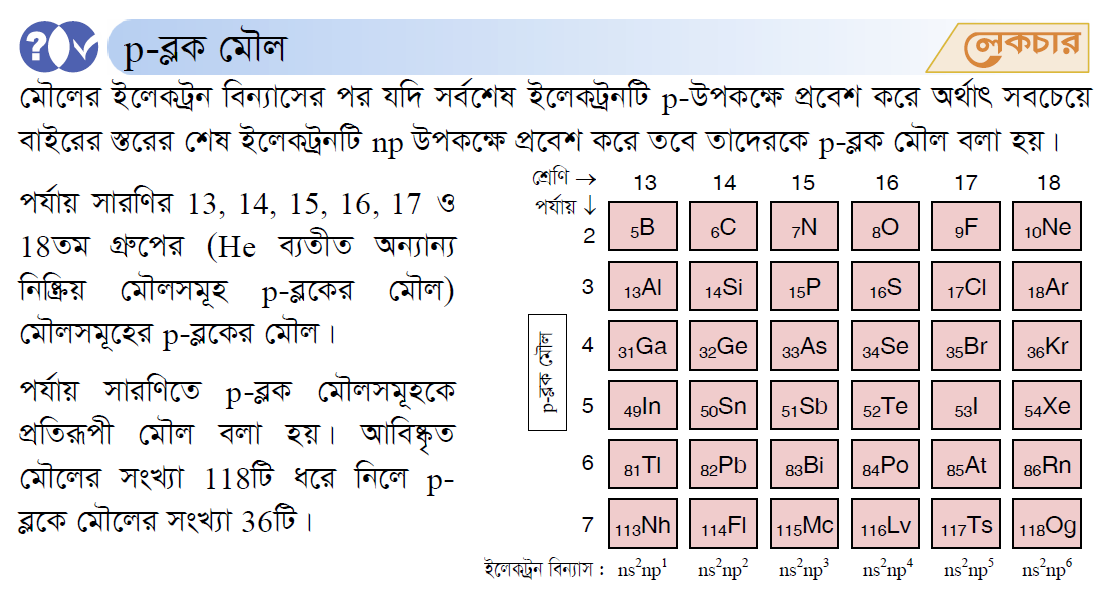 p-ব্লক মৌল
লেকচার
মৌলের ইলেকট্রন বিন্যাসের পর যদি সর্বশেষ ইলেকট্রনটি p-উপকক্ষে প্রবেশ করে অর্থাৎ সবচেয়ে
বাইরের স্তরের শেষ ইলেকট্রনটি np উপকক্ষে প্রবেশ করে তবে তাদেরকে p-ব্লক মৌল বলা হয়।
পর্যায় সারণির 13, 14, 15, 16, 17 ও
18তম গ্রুপের (He ব্যতীত অন্যান্য
নিষ্ক্রিয় মৌলসমূহ p-ব্লকের মৌল)
মৌলসমূহের p-ব্লকের মৌল।
পর্যায় সারণিতে p-ব্লক মৌলসমূহকে
প্রতিরূপী মৌল বলা হয়। আবিষ্কৃত
মৌলের সংখ্যা 118টি ধরে নিলে p-
ব্লকে মৌলের সংখ্যা 36টি।
শ্রেণি → 13 14 15 16 17 18
পর্যায় ↓
2 ₅B ₆C ₇N ₈O ₉F ₁₀Ne
3 ₁₃Al ₁₄Si ₁₅P ₁₆S ₁₇Cl ₁₈Ar
p-ব্লক মৌল
4 ₃₁Ga ₃₂Ge ₃₃As ₃₄Se ₃₅Br ₃₆Kr
5 ₄₉In ₅₀Sn ₅₁Sb ₅₂Te ₅₃I ₅₄Xe
6 ₈₁Tl ₈₂Pb ₈₃Bi ₈₄Po ₈₅At ₈₆Rn
7 ₁₁₃Nh ₁₁₄Fl ₁₁₅Mc ₁₁₆Lv ₁₁₇Ts ₁₁₈Og
ইলেকট্রন বিন্যাস : ns²np¹ ns²np² ns²np³ ns²np⁴ ns²np⁵ ns²np⁶